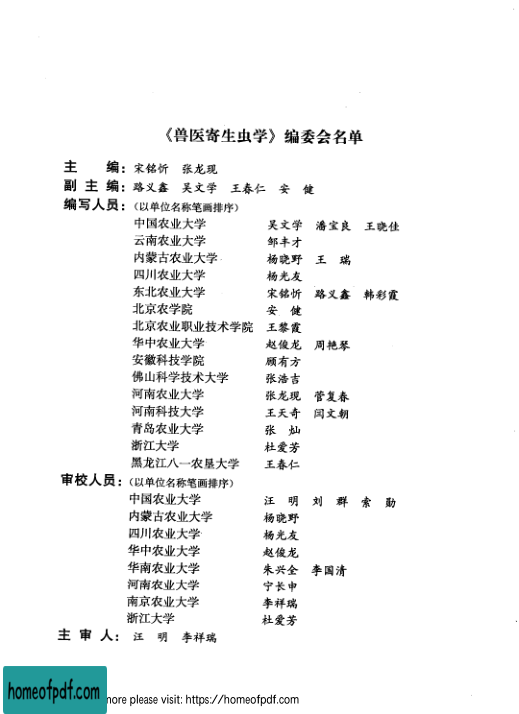 《兽医寄生虫学》编委会名单
主 编：宋铭忻 张龙现
副 主 编：路义鑫 吴文学 王春仁 安 健
编写人员：（以单位名称笔画排序）
中国农业大学 吴文学 潘宝良 王晓佳
云南农业大学 邹丰才
内蒙古农业大学 杨晓野 王 瑞
四川农业大学 杨光友
东北农业大学 宋铭忻 路义鑫 韩彩霞
北京农学院 安 健
北京农业职业技术学院 王黎霞
华中农业大学 赵俊龙 周艳琴
安徽科技学院 顾有方
佛山科学技术大学 张浩吉
河南农业大学 张龙现 菅复春
河南科技大学 王天奇 闫文朝
青岛农业大学 张 灿
浙江大学 杜爱芳
黑龙江八一农垦大学 王春仁
审校人员：（以单位名称笔画排序）
中国农业大学 汪 明 刘 群 索 勋
内蒙古农业大学 杨晓野
四川农业大学 杨光友
华中农业大学 赵俊龙
华南农业大学 朱兴全 李国清
河南农业大学 宁长申
南京农业大学 李祥瑞
浙江大学 杜爱芳
主 审 人：汪 明 李祥瑞
homeofpdf.com
more please visit: https://homeofpdf.com